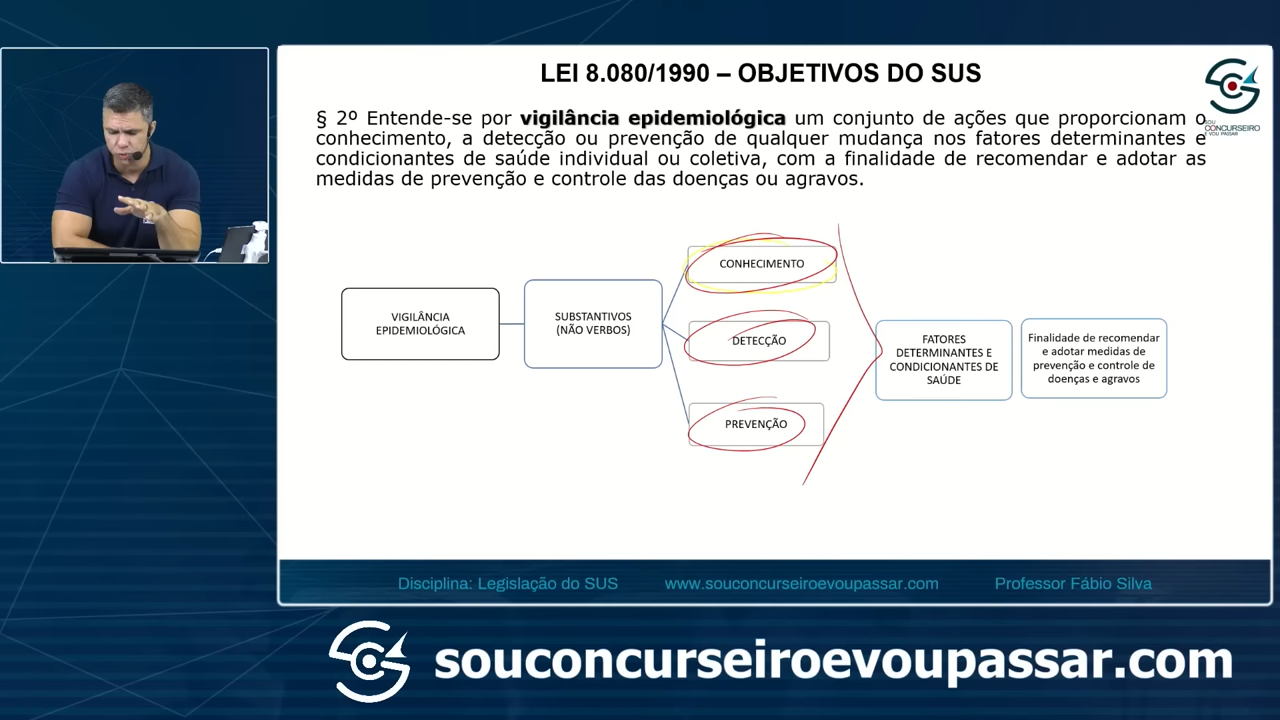 LEI 8.080/1990 – OBJETIVOS DO SUS
§ 2º Entende-se por vigilância epidemiológica um conjunto de ações que proporcionam o
conhecimento, a detecção ou prevenção de qualquer mudança nos fatores determinantes e
condicionantes de saúde individual ou coletiva, com a finalidade de recomendar e adotar as
medidas de prevenção e controle das doenças ou agravos.
SOU
CONCURSEIRO
E VOU PASSAR
VIGILÂNCIA
EPIDEMIOLÓGICA
SUBSTANTIVOS
(NÃO VERBOS)
CONHECIMENTO
DETECÇÃO
PREVENÇÃO
FATORES
DETERMINANTES E
CONDICIONANTES DE
SAÚDE
Finalidade de recomendar
e adotar medidas de
prevenção e controle de
doenças e agravos
Disciplina: Legislação do SUS www.souconcurseiroevoupassar.com Professor Fábio Silva
souconcurseiroevoupassar.com